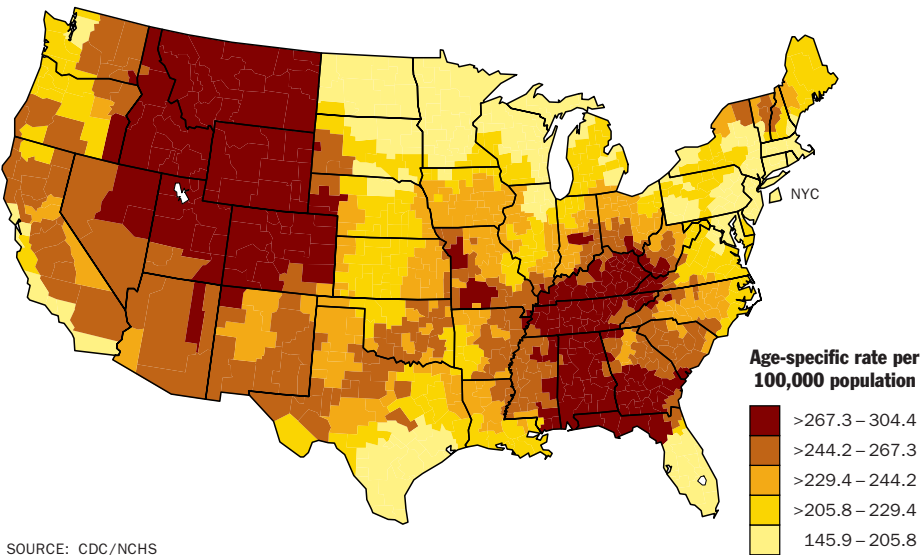 NYC
Age-specific rate per
100,000 population
>267.3 – 304.4
>244.2 – 267.3
>229.4 – 244.2
>205.8 – 229.4
145.9 – 205.8
SOURCE: CDC/NCHS